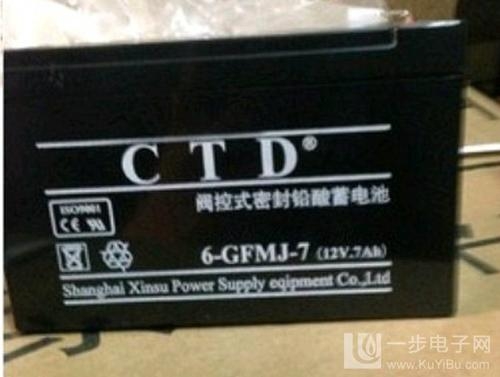 CTD®
阀控式密封铅酸蓄电池
ISO9001
CE
6-GFMJ-7 (12V.7Ah)
Shanghai Xinsu Power Supply eqipment Co.,Ltd
一步电子网
www.KuYiBu.com